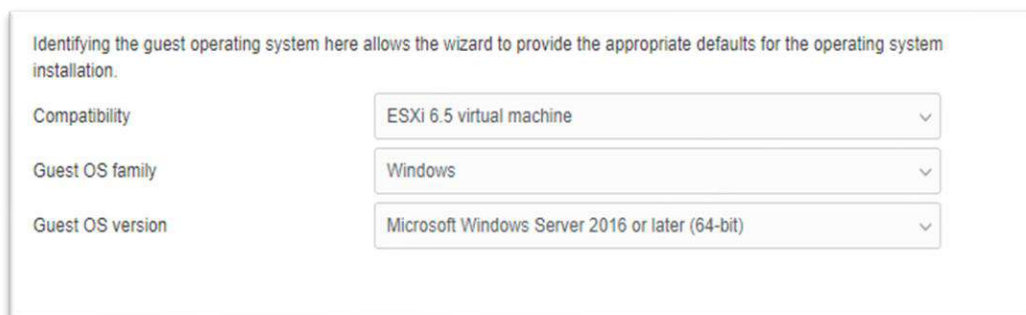 Identifying the guest operating system here allows the wizard to provide the appropriate defaults for the operating system
installation.
Compatibility ESXi 6.5 virtual machine
Guest OS family Windows
Guest OS version Microsoft Windows Server 2016 or later (64-bit)